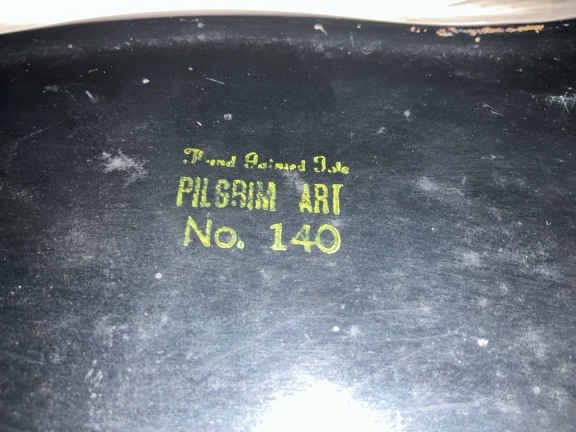 Hand Painted Tole
PILGRIM ART
No. 140